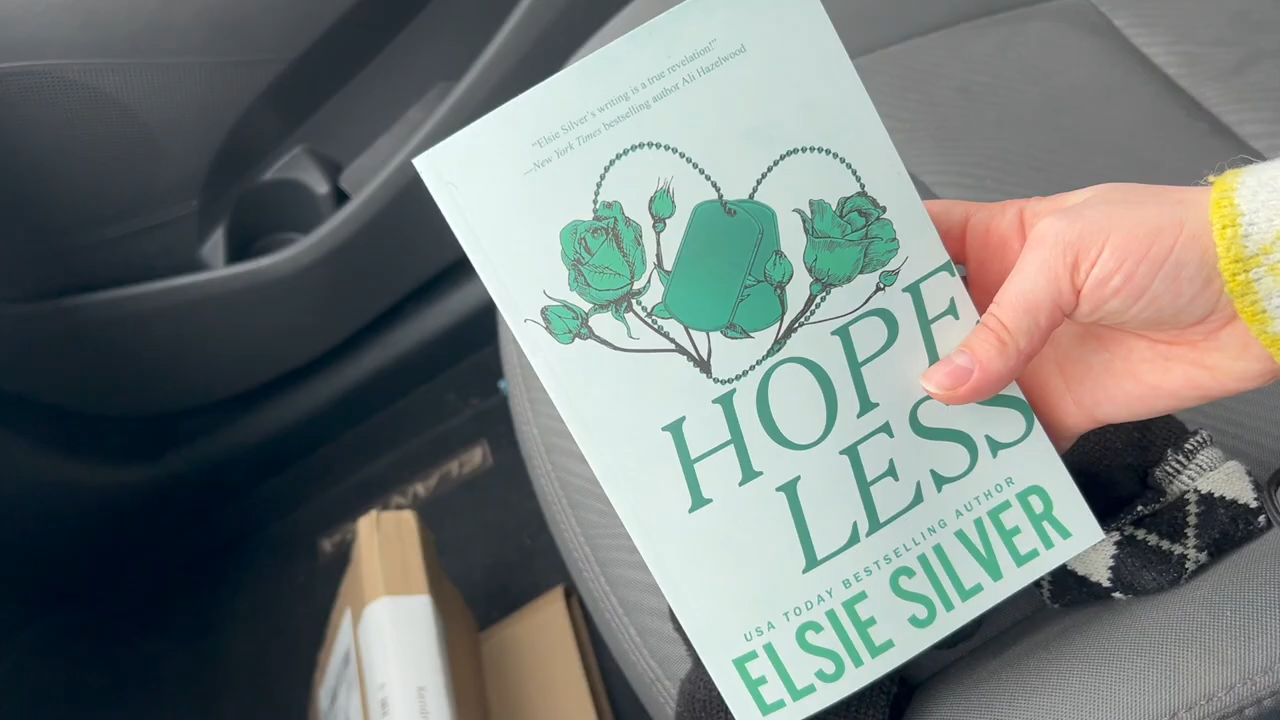 "Elsie Silver's writing is a true revelation!"
—New York Times bestselling author Ali Hazelwood
HOPE
LESS
USA TODAY BESTSELLING AUTHOR
ELSIE SILVER
ELAN